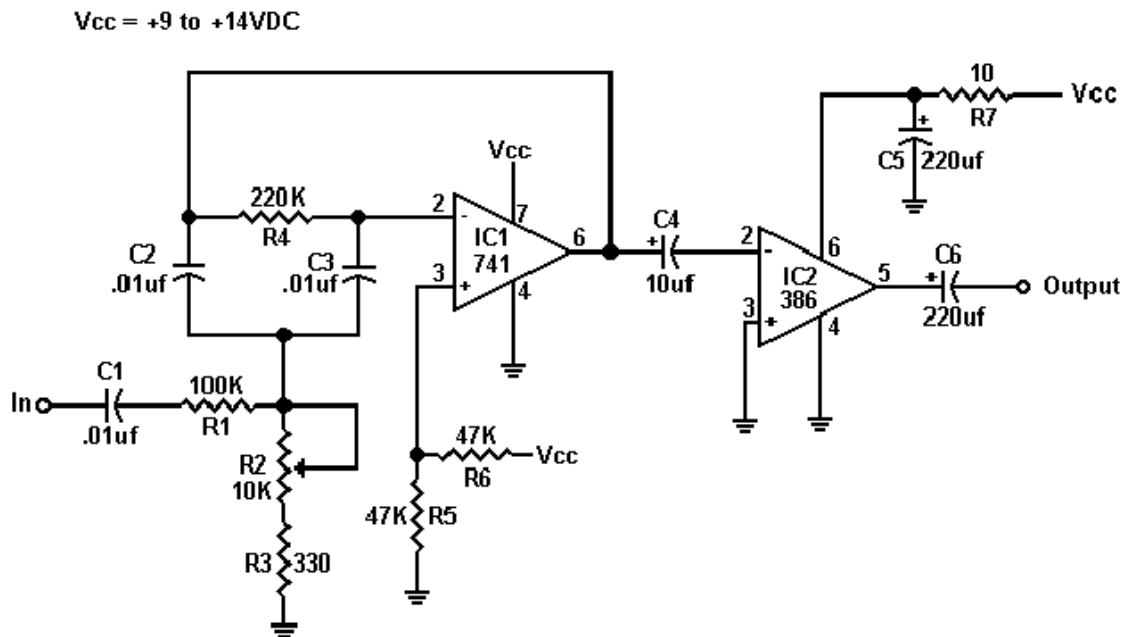 Vcc = +9 to +14VDC
10
Vcc
R7
+
C5 220uf
Vcc
220K
R4
2
-
7
IC1
741
6
3
+
4
C2
.01uf
C3
.01uf
C4
+
10uf
2
-
6
IC2
386
5
3
+
4
C6
+
220uf
Output
C1
.01uf
In
100K
R1
R2
10K
R3 330
47K
R6
Vcc
47K R5